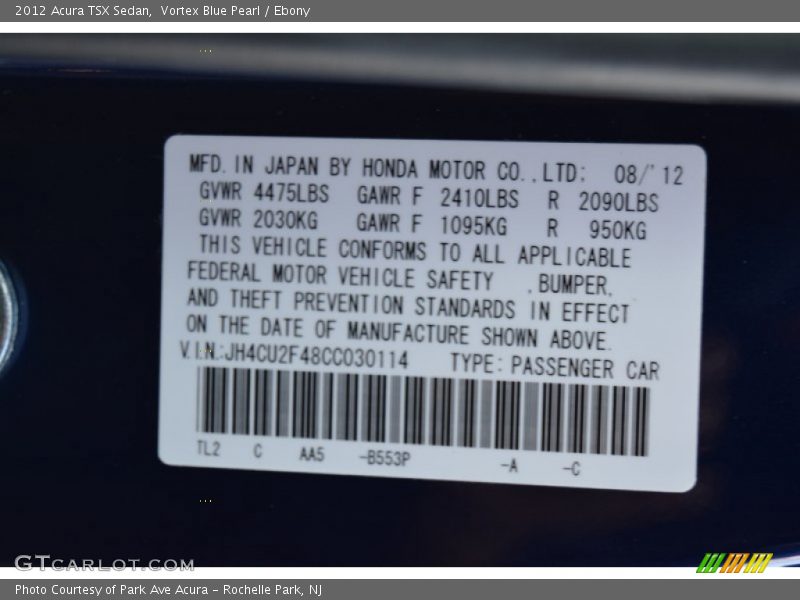 2012 Acura TSX Sedan, Vortex Blue Pearl / Ebony
MFD. IN JAPAN BY HONDA MOTOR CO., LTD: 08/'12
GVWR 4475LBS GAWR F 2410LBS R 2090LBS
GVWR 2030KG GAWR F 1095KG R 950KG
THIS VEHICLE CONFORMS TO ALL APPLICABLE
FEDERAL MOTOR VEHICLE SAFETY ,BUMPER,
AND THEFT PREVENTION STANDARDS IN EFFECT
ON THE DATE OF MANUFACTURE SHOWN ABOVE.
V.I.N.:JH4CU2F48CC030114 TYPE: PASSENGER CAR
TL2 C AA5 -B553P -A -C
GTCARLOT.COM
Photo Courtesy of Park Ave Acura - Rochelle Park, NJ